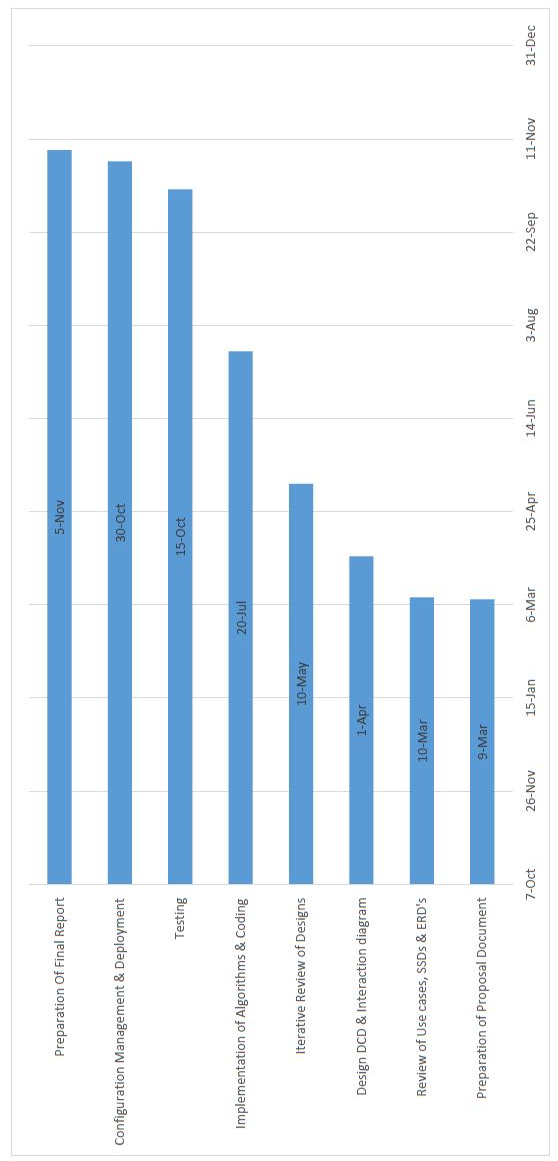 Preparation Of Final Report
Configuration Management & Deployment
Testing
Implementation of Algorithms & Coding
Iterative Review of Designs
Design DCD & Interaction diagram
Review of Use cases, SSDs & ERD's
Preparation of Proposal Document
5-Nov
30-Oct
15-Oct
20-Jul
10-May
1-Apr
10-Mar
9-Mar
7-Oct
26-Nov
15-Jan
6-Mar
25-Apr
14-Jun
3-Aug
22-Sep
11-Nov
31-Dec